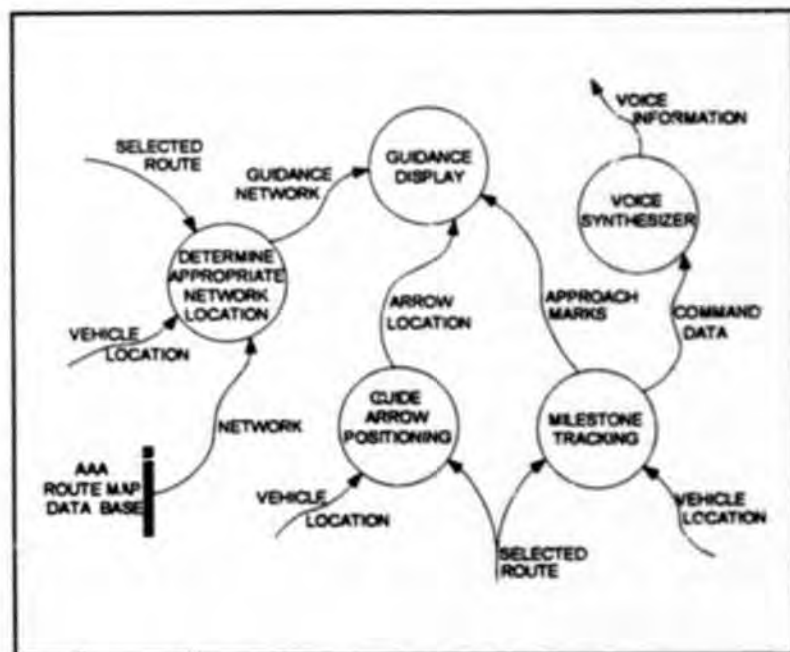 VOICE
INFORMATION
SELECTED
ROUTE
GUIDANCE
NETWORK
GUIDANCE
DISPLAY
VOICE
SYNTHESIZER
DETERMINE
APPROPRIATE
NETWORK
LOCATION
VEHICLE
LOCATION
ARROW
LOCATION
APPROACH
MARKS
COMMAND
DATA
NETWORK
GUIDE
ARROW
POSITIONING
MILESTONE
TRACKING
AAA
ROUTE MAP
DATA BASE
VEHICLE
LOCATION
SELECTED
ROUTE
VEHICLE
LOCATION